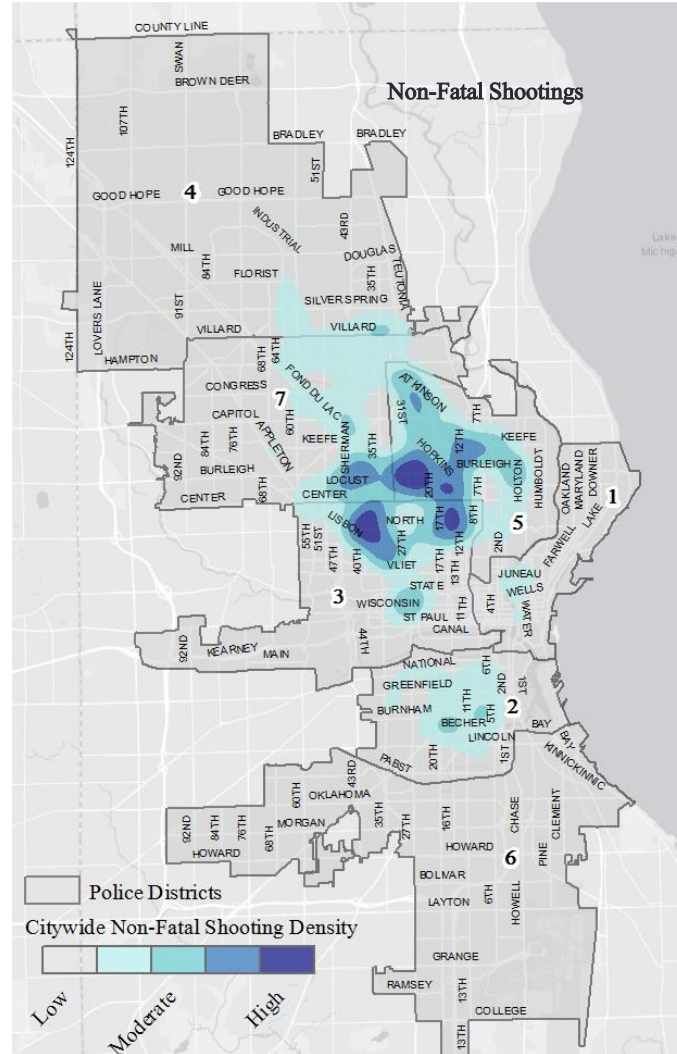 COUNTY LINE
SWAN
BROWN DEER
Non-Fatal Shootings
107TH
124TH
BRADLEY
BRADLEY
51ST
GOOD HOPE
4
GOOD HOPE
INDUSTRIAL
43RD
MILL
84TH
DOUGLAS
Lake
Michig
FLORIST
35TH
TEUTONIA
LOVERS LANE
91ST
SILVER SPRING
124TH
VILLARD
VILLARD
HAMPTON
68TH
64TH
FOND DU LAC
ATKINSON
CONGRESS
7
31ST
CAPITOL
60TH
7TH
APPLETON
84TH
76TH
KEEFE
SHERMAN
35TH
HOPKINS
12TH
KEEFE
92ND
BURLEIGH
BURLEIGH
HOLTON
HUMBOLDT
OAKLAND
MARYLAND
DOWNER
LOCUST
20TH
7TH
CENTER
68TH
CENTER
1
LISBON
NORTH
17TH
8TH
5
LAKE
55TH
51ST
27TH
12TH
2ND
FARWELL
47TH
40TH
VLIET
17TH
13TH
JUNEAU
3
STATE
WELLS
WISCONSIN
11TH
4TH
WATER
ST PAUL
CANAL
92ND
KEARNEY
MAIN
44TH
NATIONAL
6TH
GREENFIELD
2ND
1ST
BURNHAM
11TH
5TH
2
BECHER
BAY
LINCOLN
BAY
20TH
1ST
PABST
KINNICKINNIC
43RD
60TH
OKLAHOMA
35TH
CHASE
CLEMENT
92ND
84TH
76TH
68TH
MORGAN
27TH
16TH
HOWARD
HOWARD
6
PINE
BOLIVAR
Police Districts
LAYTON
6TH
HOWELL
Citywide Non-Fatal Shooting Density
GRANGE
RAMSEY
13TH
Low
Moderate
High
COLLEGE
13TH